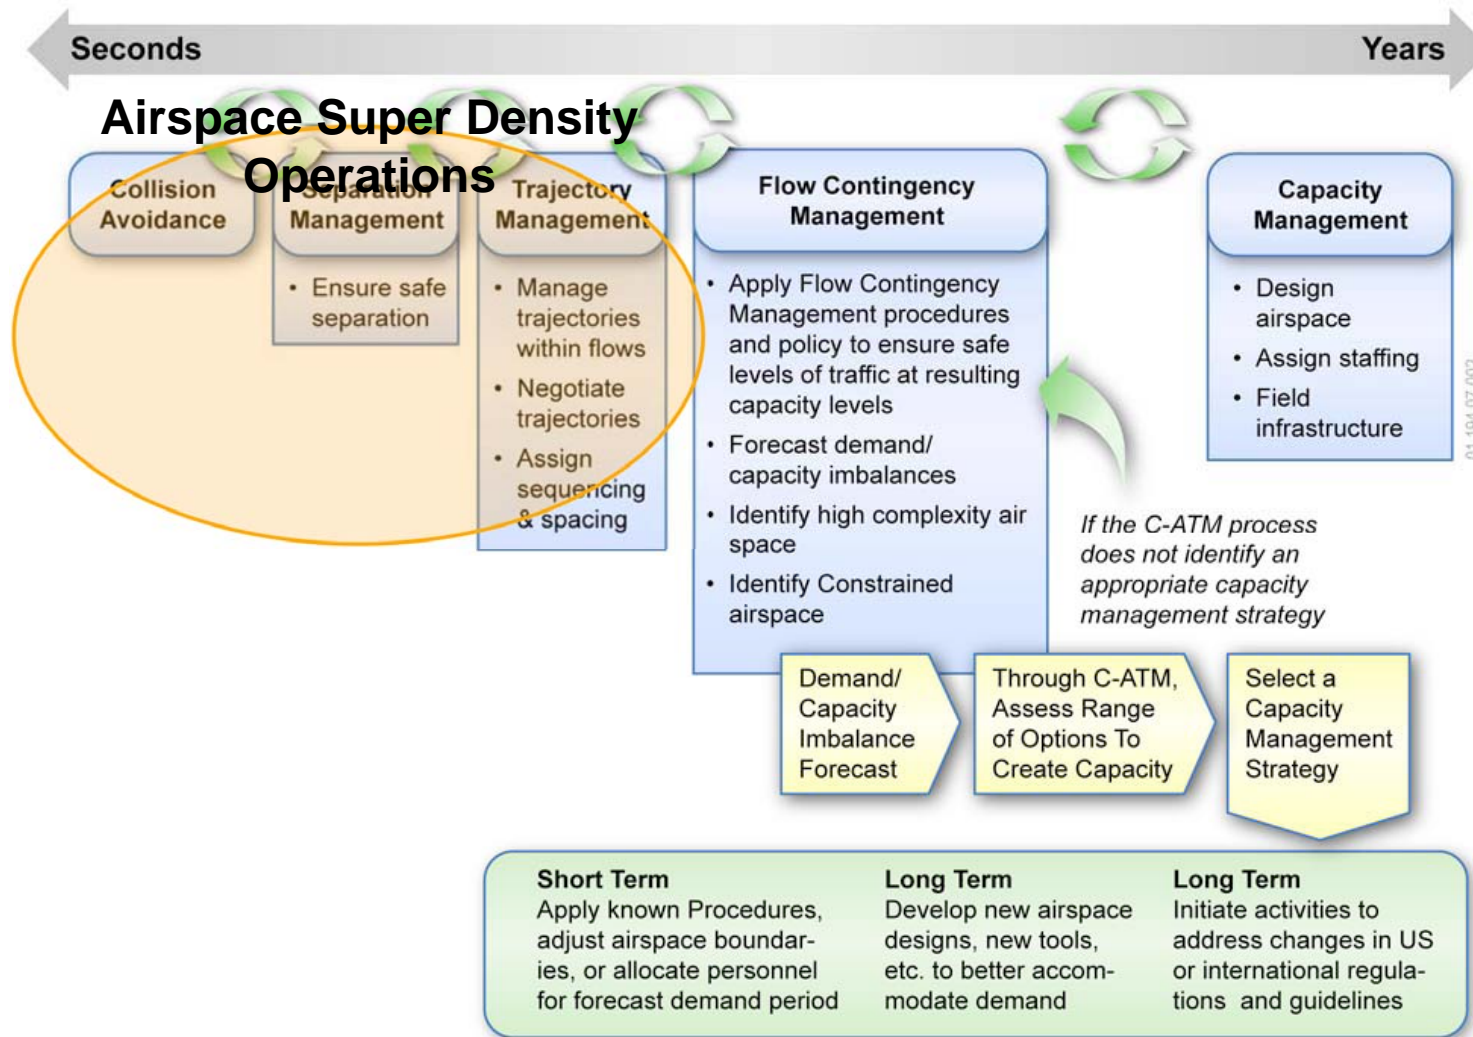 Seconds
Years
Airspace Super Density
Operations
Collision
Avoidance
Separation
Management
• Ensure safe
separation
Trajectory
Management
• Manage
trajectories
within flows
• Negotiate
trajectories
• Assign
sequencing
& spacing
Flow Contingency
Management
• Apply Flow Contingency
Management procedures
and policy to ensure safe
levels of traffic at resulting
capacity levels
• Forecast demand/
capacity imbalances
• Identify high complexity air
space
• Identify Constrained
airspace
Capacity
Management
• Design
airspace
• Assign staffing
• Field
infrastructure
01.194.07.002
If the C-ATM process
does not identify an
appropriate capacity
management strategy
Demand/
Capacity
Imbalance
Forecast
Through C-ATM,
Assess Range
of Options To
Create Capacity
Select a
Capacity
Management
Strategy
Short Term
Apply known Procedures,
adjust airspace boundar-
ies, or allocate personnel
for forecast demand period
Long Term
Develop new airspace
designs, new tools,
etc. to better accom-
modate demand
Long Term
Initiate activities to
address changes in US
or international regula-
tions and guidelines